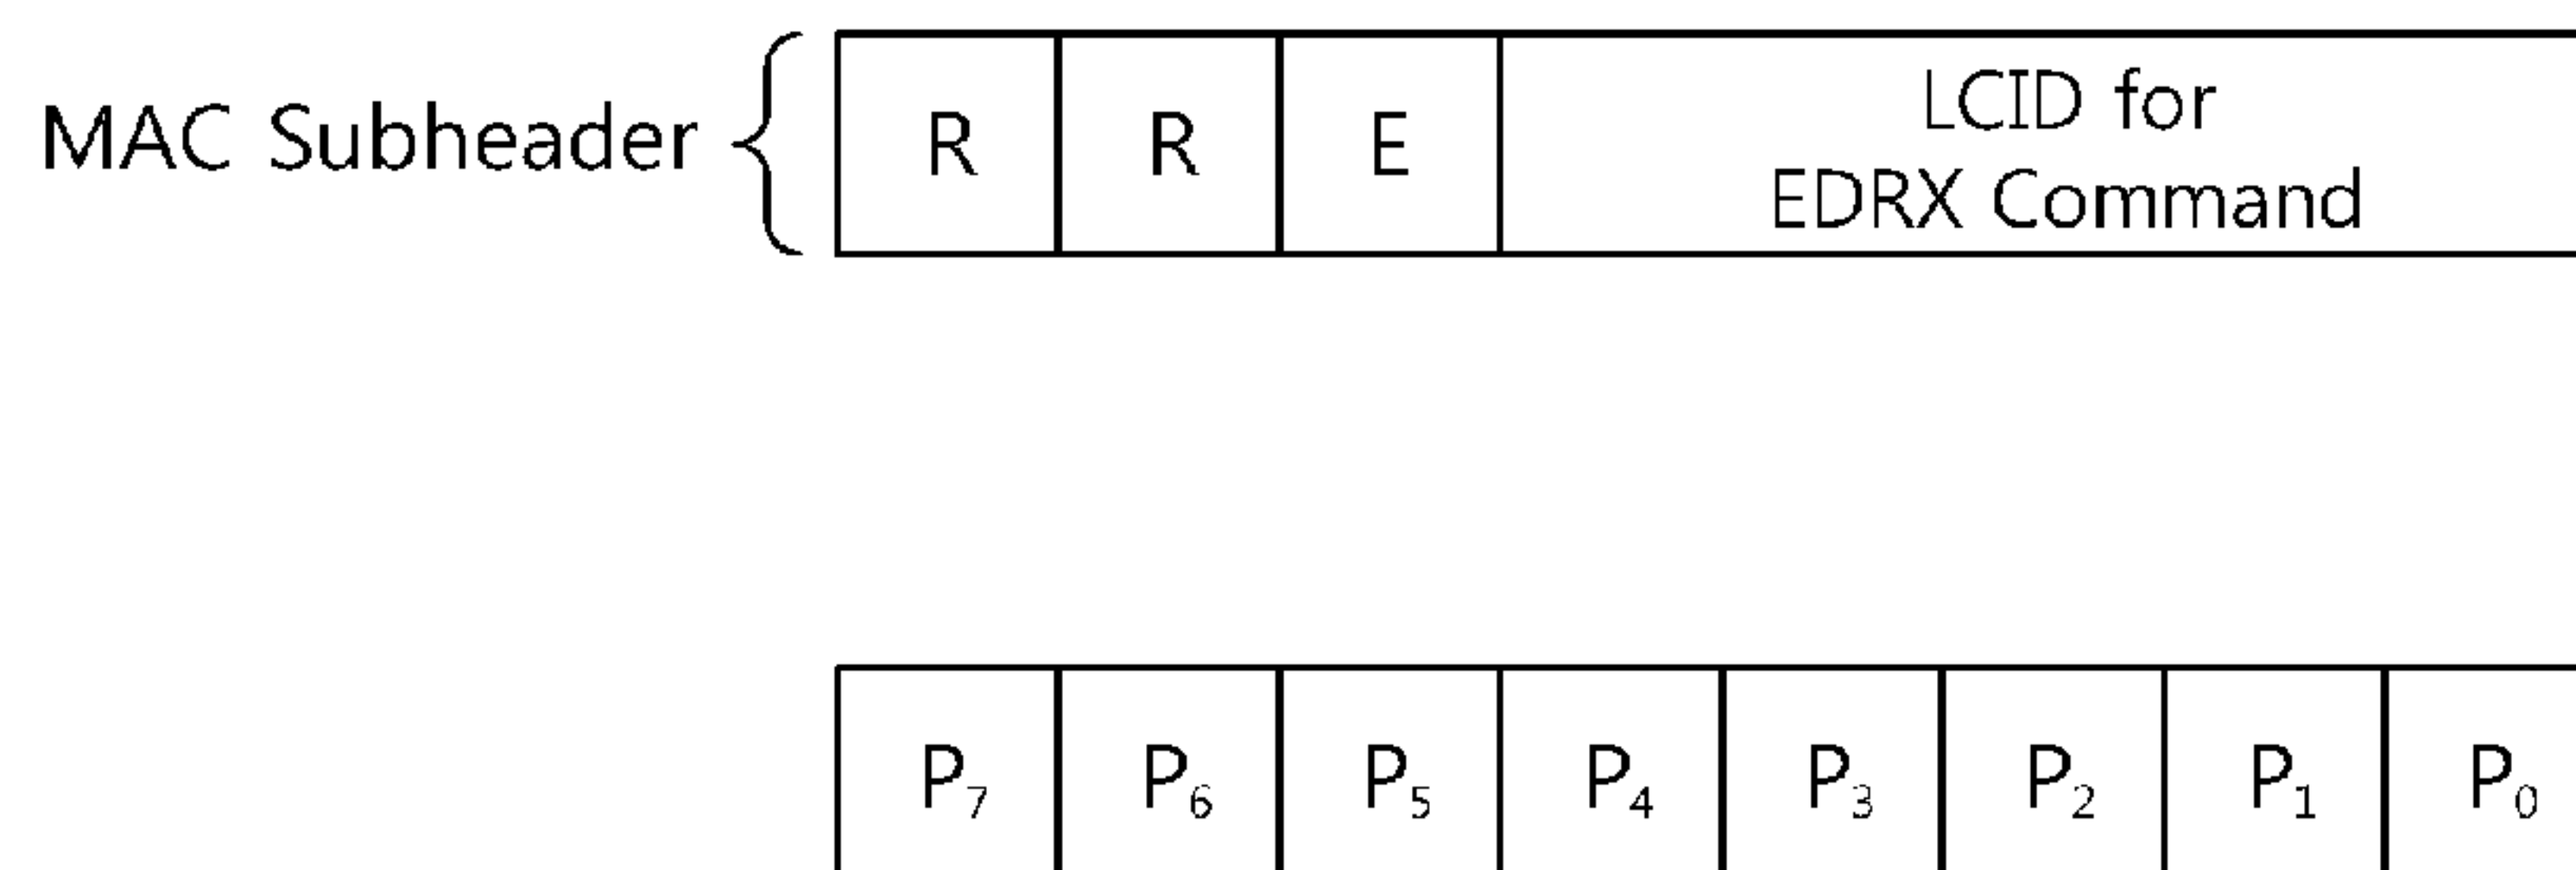 MAC Subheader R R E LCID for
EDRX Command
P₇ P₆ P₅ P₄ P₃ P₂ P₁ P₀